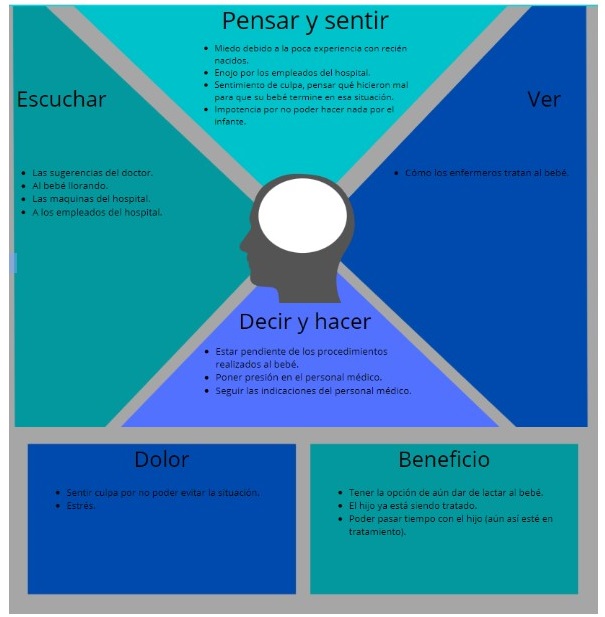 Pensar y sentir
• Miedo debido a la poca experiencia con recién
nacidos.
• Enojo por los empleados del hospital.
• Sentimiento de culpa, pensar qué hicieron mal
para que su bebé termine en esa situación.
• Impotencia por no poder hacer nada por el
infante.
Escuchar
• Las sugerencias del doctor.
• Al bebé llorando.
• Las maquinas del hospital.
• A los empleados del hospital.
Ver
• Cómo los enfermeros tratan al bebé.
Decir y hacer
• Estar pendiente de los procedimientos
realizados al bebé.
• Poner presión en el personal médico.
• Seguir las indicaciones del personal médico.
Dolor
• Sentir culpa por no poder evitar la situación.
• Estrés.
Beneficio
• Tener la opción de aún dar de lactar al bebé.
• El hijo ya está siendo tratado.
• Poder pasar tiempo con el hijo (aún así esté en
tratamiento).